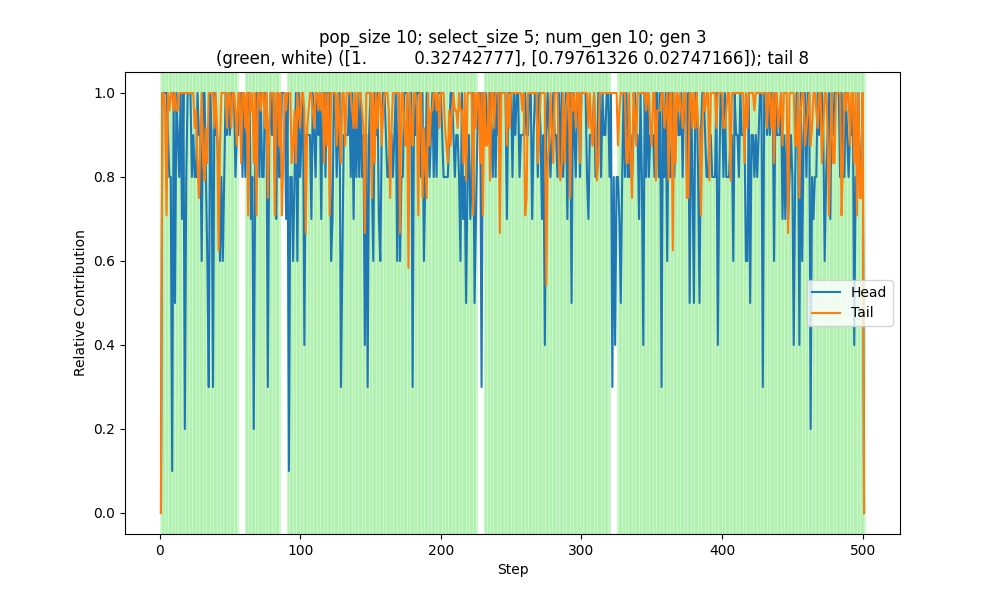 pop_size 10; select_size 5; num_gen 10; gen 3
(green, white) ([1.         0.32742777], [0.79761326 0.02747166]); tail 8
1.0
0.8
0.6
0.4
0.2
0.0
Relative Contribution
Head
Tail
0
100
200
300
400
500
Step